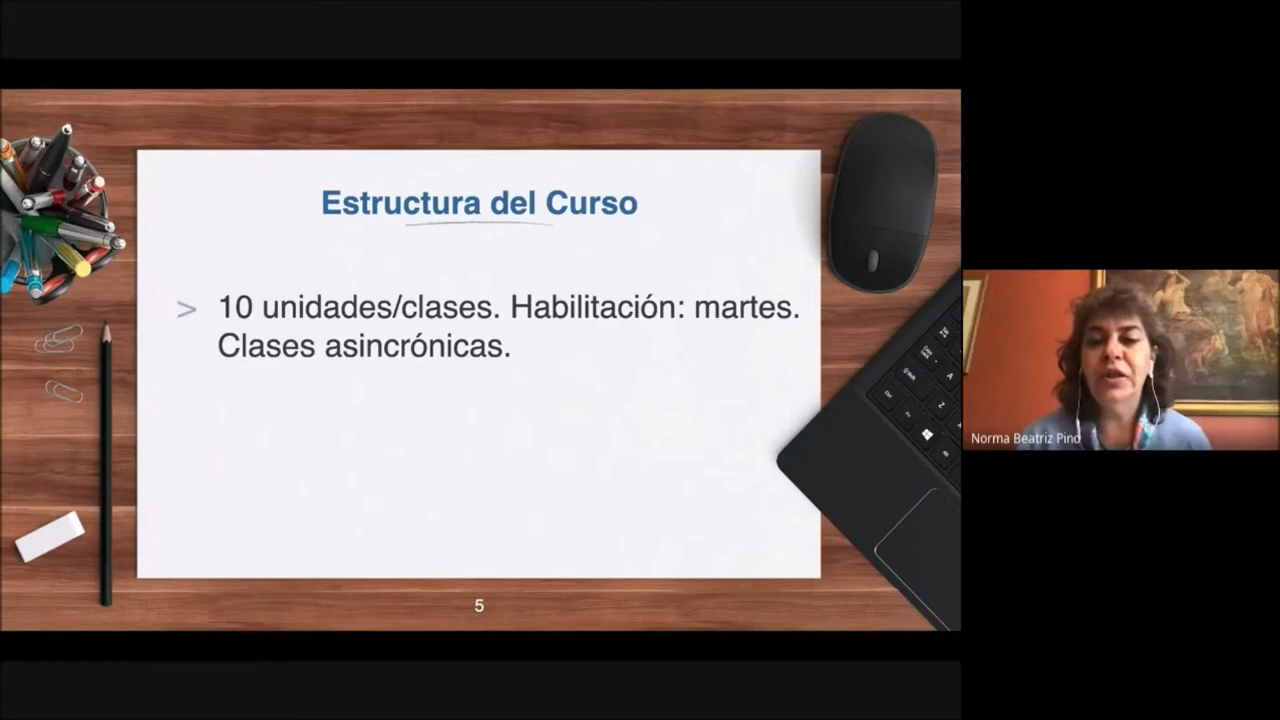 Estructura del Curso
> 10 unidades/clases. Habilitación: martes.
Clases asincrónicas.
5
Norma Beatriz Pino